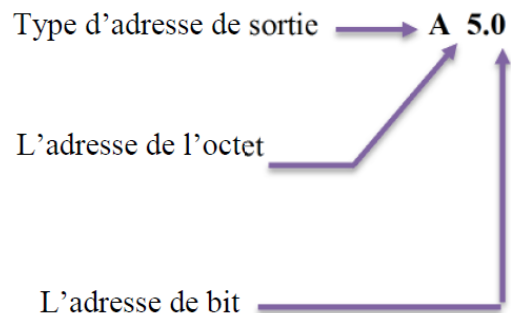 Type d’adresse de sortie A 5.0
L’adresse de l’octet
L’adresse de bit